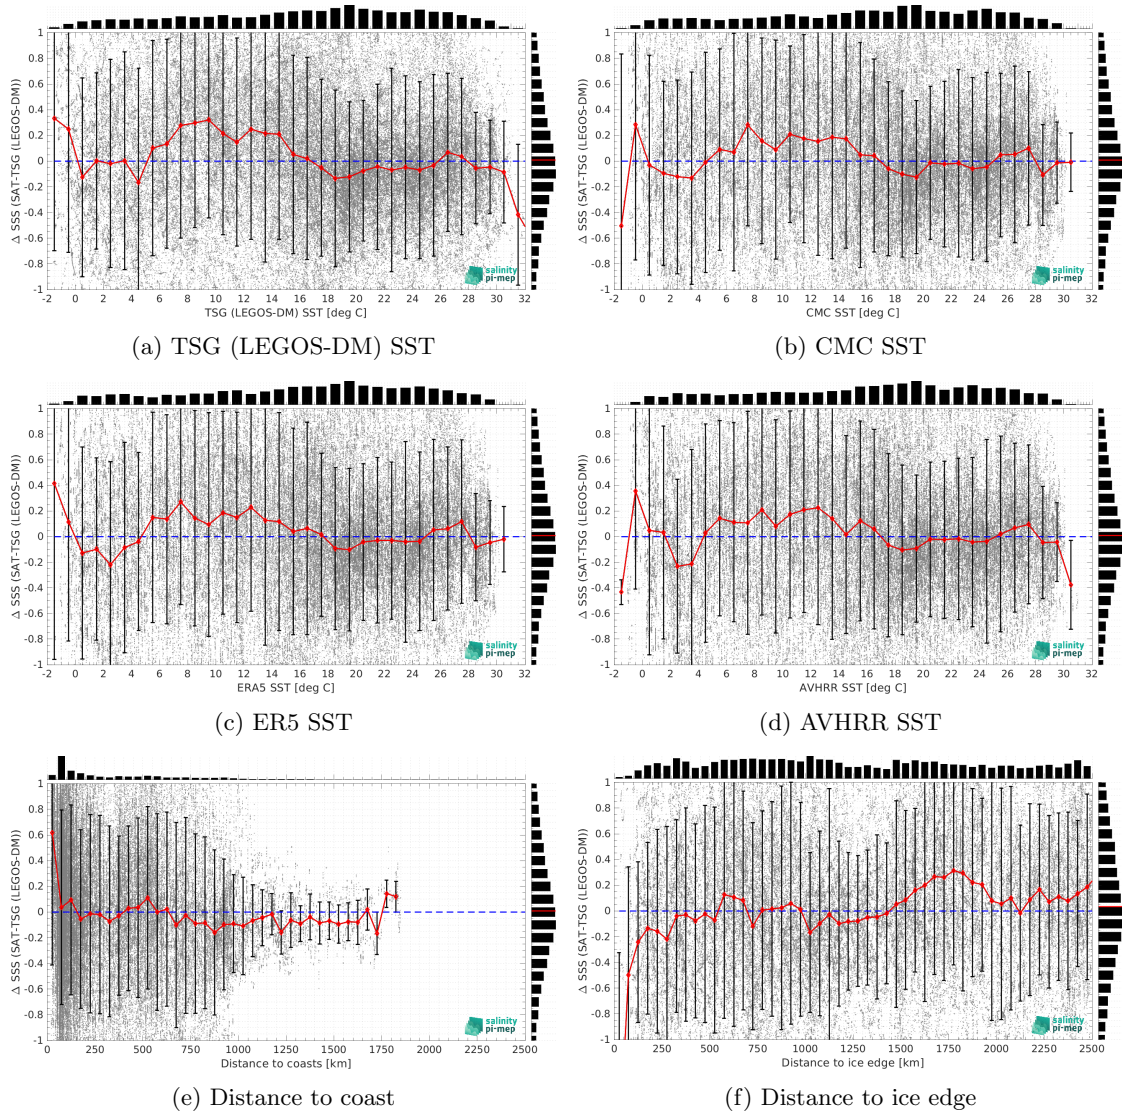 1
0.8
0.6
0.4
0.2
0
-0.2
-0.4
-0.6
-0.8
-1
Δ SSS (SAT-TSG (LEGOS-DM))
salinity
pi-mep
-2 0 2 4 6 8 10 12 14 16 18 20 22 24 26 28 30 32
TSG (LEGOS-DM) SST [deg C]
(a) TSG (LEGOS-DM) SST
1
0.8
0.6
0.4
0.2
0
-0.2
-0.4
-0.6
-0.8
-1
Δ SSS (SAT-TSG (LEGOS-DM))
salinity
pi-mep
-2 0 2 4 6 8 10 12 14 16 18 20 22 24 26 28 30 32
CMC SST [deg C]
(b) CMC SST
1
0.8
0.6
0.4
0.2
0
-0.2
-0.4
-0.6
-0.8
-1
Δ SSS (SAT-TSG (LEGOS-DM))
salinity
pi-mep
-2 0 2 4 6 8 10 12 14 16 18 20 22 24 26 28 30 32
ERA5 SST [deg C]
(c) ER5 SST
1
0.8
0.6
0.4
0.2
0
-0.2
-0.4
-0.6
-0.8
-1
Δ SSS (SAT-TSG (LEGOS-DM))
salinity
pi-mep
-2 0 2 4 6 8 10 12 14 16 18 20 22 24 26 28 30 32
AVHRR SST [deg C]
(d) AVHRR SST
1
0.8
0.6
0.4
0.2
0
-0.2
-0.4
-0.6
-0.8
-1
Δ SSS (SAT-TSG (LEGOS-DM))
salinity
pi-mep
0 250 500 750 1000 1250 1500 1750 2000 2250 2500
Distance to coasts [km]
(e) Distance to coast
1
0.8
0.6
0.4
0.2
0
-0.2
-0.4
-0.6
-0.8
-1
Δ SSS (SAT-TSG (LEGOS-DM))
salinity
pi-mep
0 250 500 750 1000 1250 1500 1750 2000 2250 2500
Distance to ice edge [km]
(f) Distance to ice edge